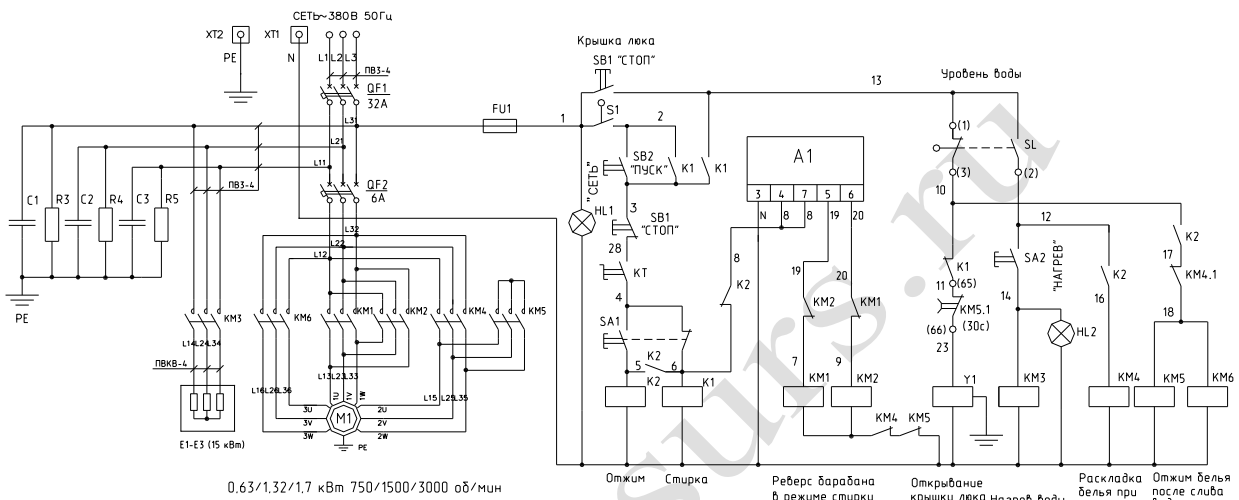 СЕТЬ~380В 50Гц
XT2
XT1
PE
N
L1 L2 L3
ПВ3-4
QF1
32А
L31
L21
L11
FU1
1
Крышка люка
SB1 "СТОП"
S1
2
13
Уровень воды
(1)
SL
(3)
(2)
10
SB2
"ПУСК"
K1
K1
A1
3 4 7 5 6
N 8 8 19 20
ПВ3-4
QF2
6А
C1
R3
C2
R4
C3
R5
"СЕТЬ"
HL1
3
SB1
"СТОП"
28
KT
4
SA1
K2
5
6
K2
K1
8
K2
19
20
KM2
KM1
7
9
KM1
KM2
KM4
KM5
12
K2
16
K2
17
KM4.1
18
K1
11
(65)
KM5.1
(66)
(30с)
23
Y1
SA2
14
"НАГРЕВ"
HL2
KM3
KM4
KM5
KM6
L32
L22
L12
PE
KM3
KM6
KM1
KM2
KM4
KM5
L14 L24 L34
ПВКВ-4
L16 L26 L36
L13 L23 L33
L15 L25 L35
1U
1V
1W
3U
3V
3W
M1
2U
2V
2W
PE
E1-E3 (15 кВт)
0,63/1,32/1,7 кВт 750/1500/3000 об/мин
Отжим
Стирка
Реверс барабана
в режиме стирки
Открывание
крышки люка
Нагрев воды
Раскладка
белья при
Отжим белья
после слива
surs.ru